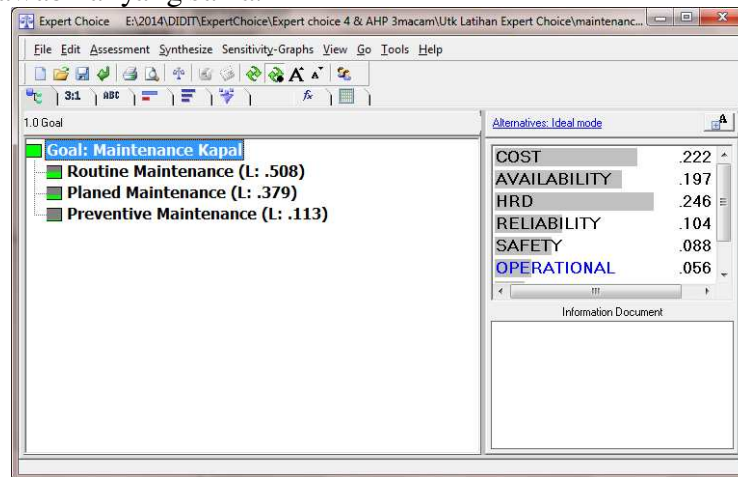 Expert Choice E:\2014\DIDIT\ExpertChoice\Expert choice 4 & AHP 3macam\Utk Latihan Expert Choice\maintenanc...
File Edit Assessment Synthesize Sensitivity-Graphs View Go Tools Help
3:1 ABC
1.0 Goal
Goal: Maintenance Kapal
Routine Maintenance (L: .508)
Planed Maintenance (L: .379)
Preventive Maintenance (L: .113)
Alternatives: Ideal mode
COST .222
AVAILABILITY .197
HRD .246
RELIABILITY .104
SAFETY .088
OPERATIONAL .056
Information Document